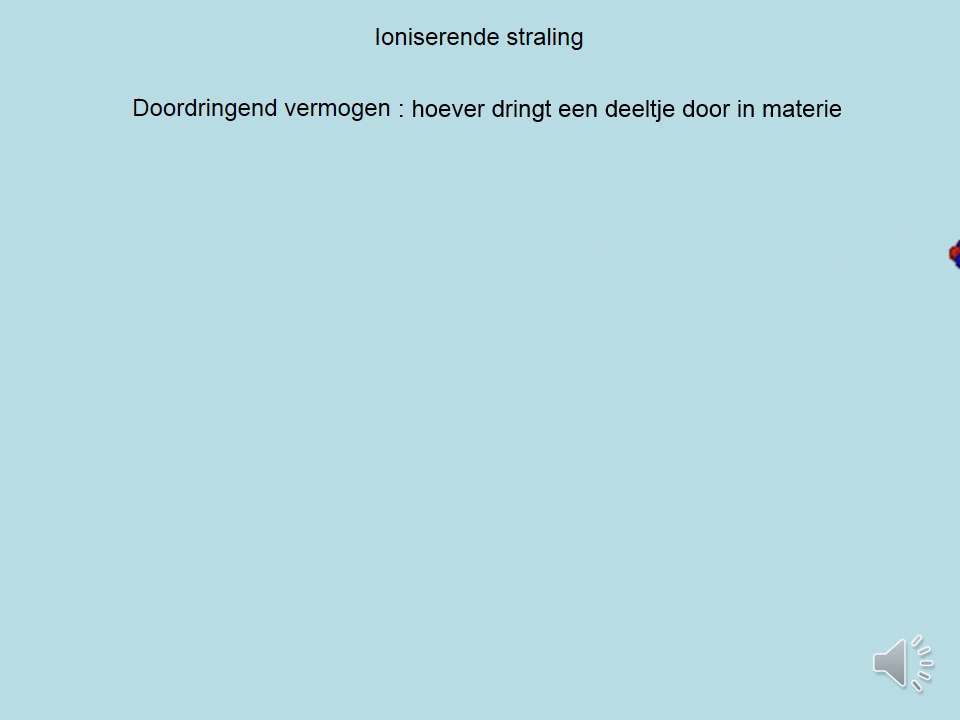 Ioniserende straling
Doordringend vermogen : hoever dringt een deeltje door in materie